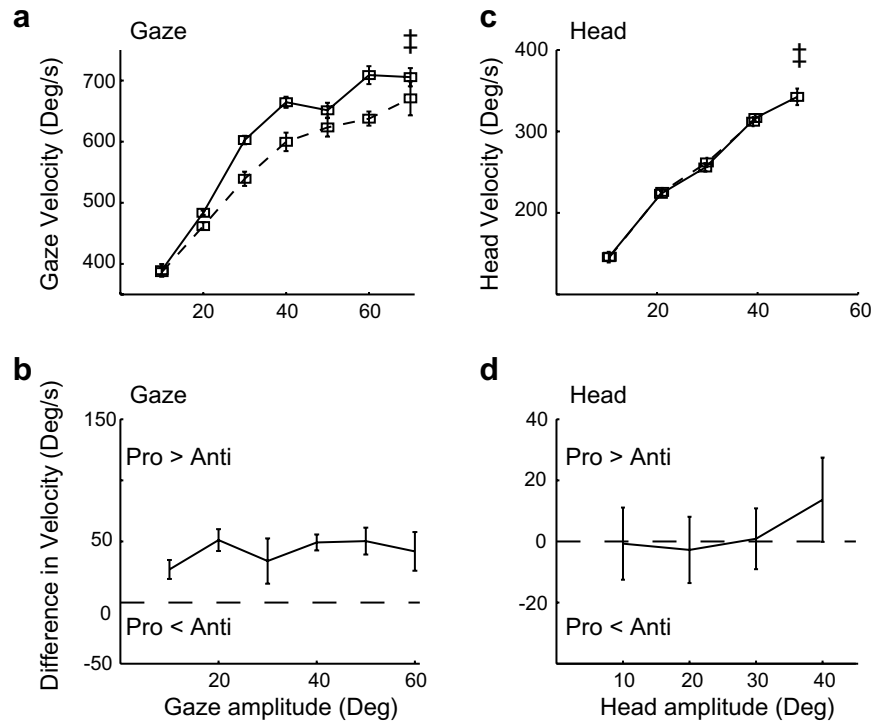 a
Gaze
‡
Gaze Velocity (Deg/s)
700
600
500
400
20
40
60
c
Head
‡
Head Velocity (Deg/s)
400
300
200
20
40
60
b
Gaze
Difference in Velocity (Deg/s)
150
Pro > Anti
50
0
Pro < Anti
-50
20
40
60
Gaze amplitude (Deg)
d
Head
40
Pro > Anti
20
0
-20
Pro < Anti
10
20
30
40
Head amplitude (Deg)